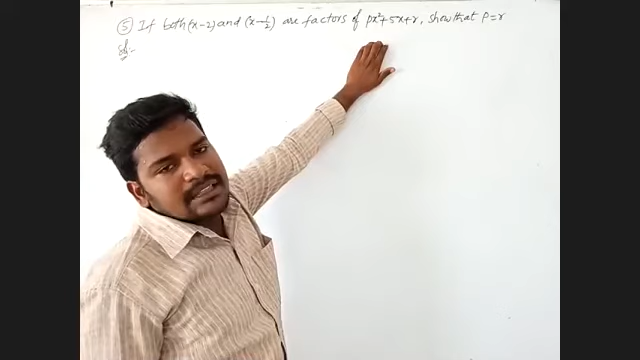 ⑤ If both (x-2) and (x-1/2) are factors of px²+5x+r, show that P=r
Sol:-